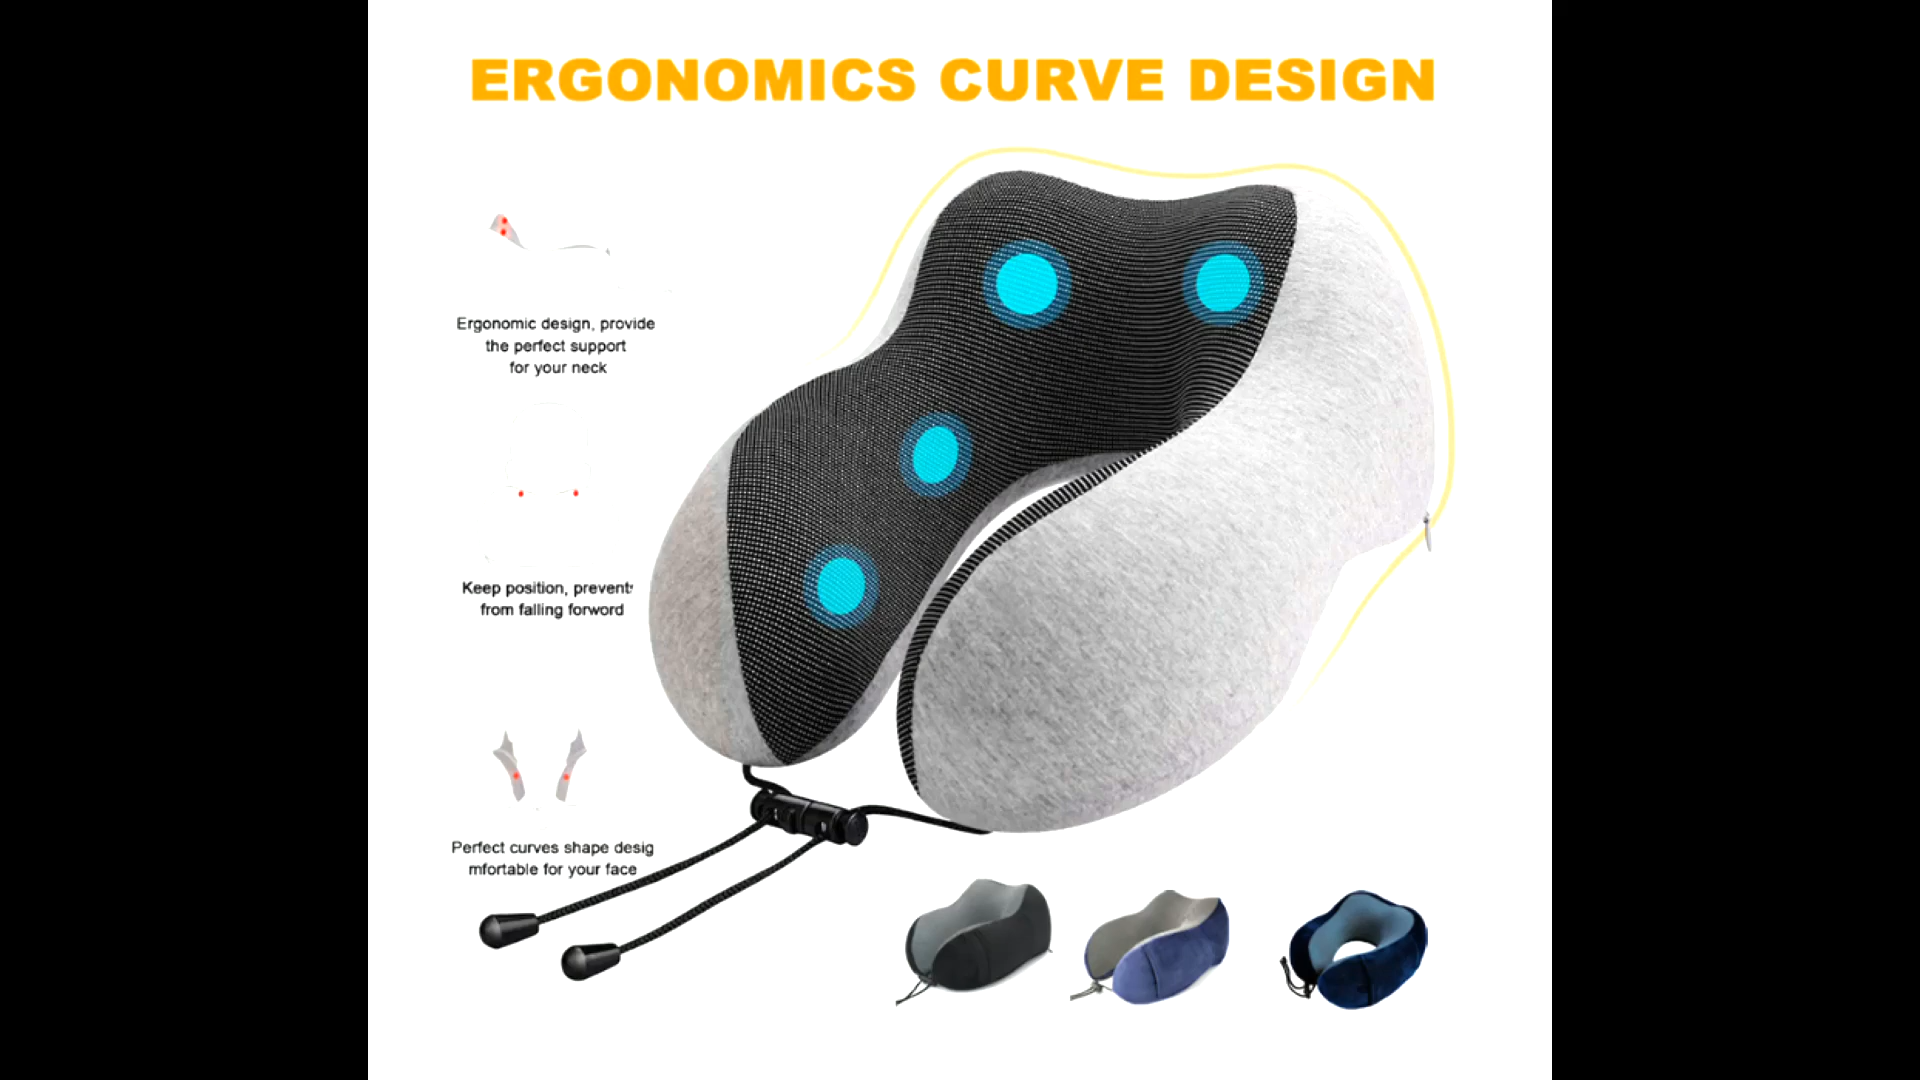 ERGONOMICS CURVE DESIGN
Ergonomic design, provide
the perfect support
for your neck
Keep position, prevent
from falling forword
Perfect curves shape desig
mfortable for your face